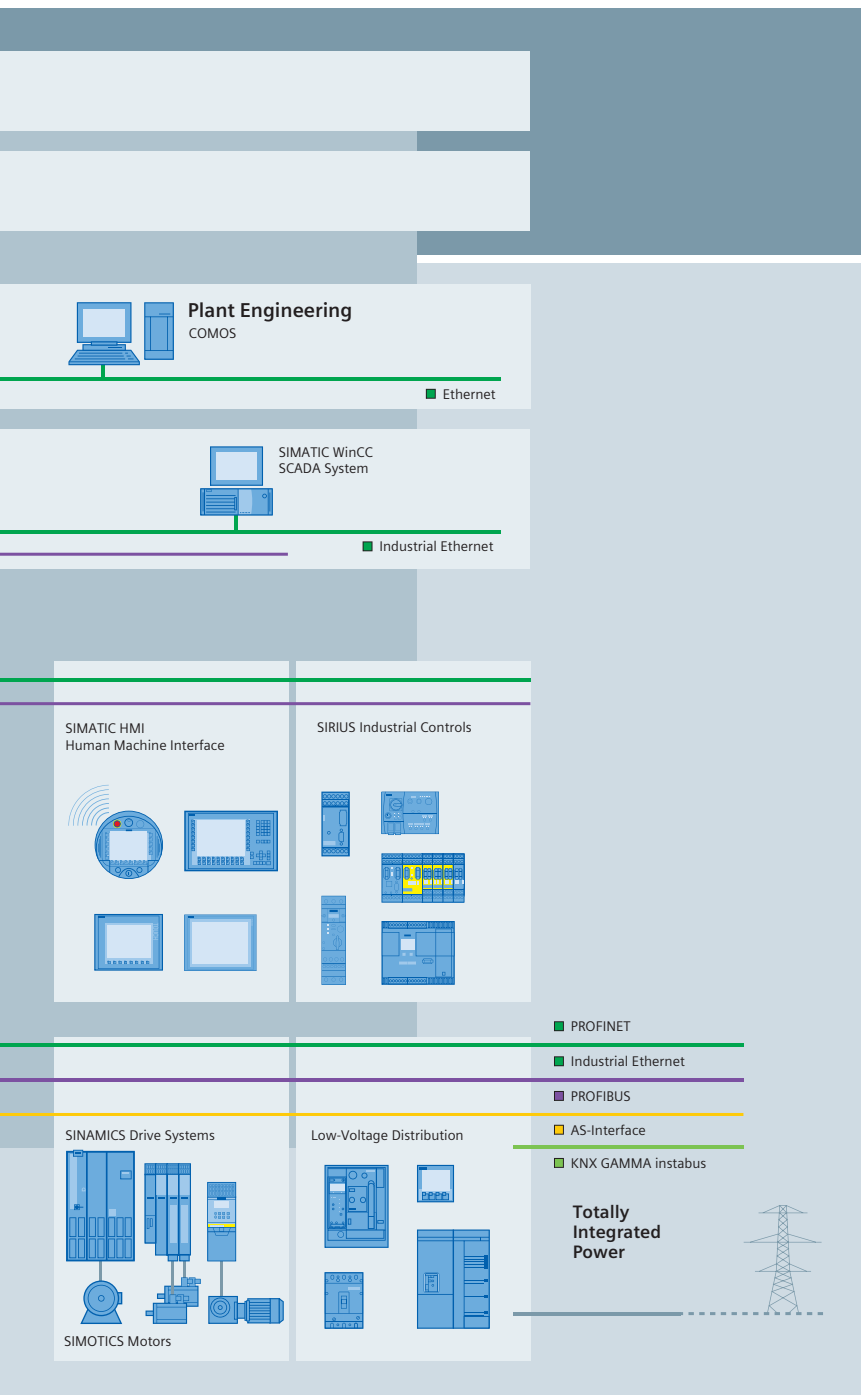 Plant Engineering
COMOS
Ethernet
SIMATIC WinCC
SCADA System
Industrial Ethernet
SIMATIC HMI
Human Machine Interface
SIRIUS Industrial Controls
PROFINET
Industrial Ethernet
PROFIBUS
AS-Interface
KNX GAMMA instabus
SINAMICS Drive Systems
Low-Voltage Distribution
Totally
Integrated
Power
SIMOTICS Motors